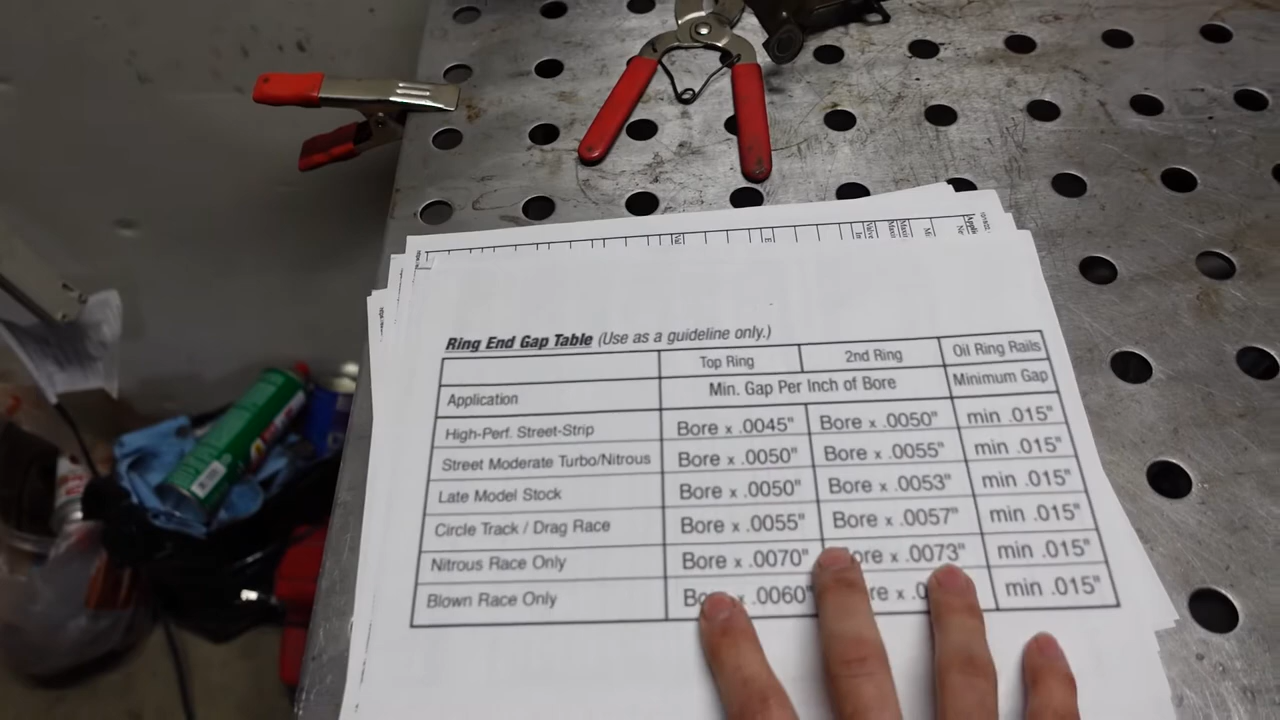 Ring End Gap Table (Use as a guideline only.)
Top Ring 2nd Ring Oil Ring Rails
Application Min. Gap Per Inch of Bore Minimum Gap
High-Perf. Street-Strip Bore x .0045" Bore x .0050" min .015"
Street Moderate Turbo/Nitrous Bore x .0050" Bore x .0055" min .015"
Late Model Stock Bore x .0050" Bore x .0053" min .015"
Circle Track / Drag Race Bore x .0055" Bore x .0057" min .015"
Nitrous Race Only Bore x .0070" Bore x .0073" min .015"
Blown Race Only Bore x .0060" x min .015"